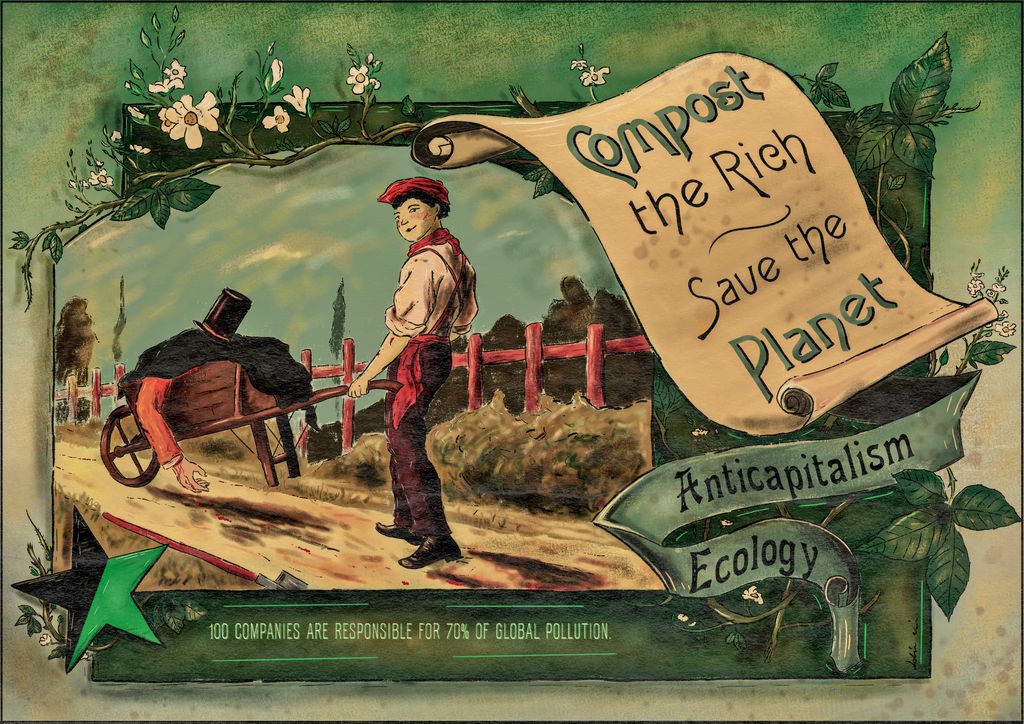 Compost
the Rich
Save the
Planet
Anticapitalism
Ecology
100 COMPANIES ARE RESPONSIBLE FOR 70% OF GLOBAL POLLUTION.